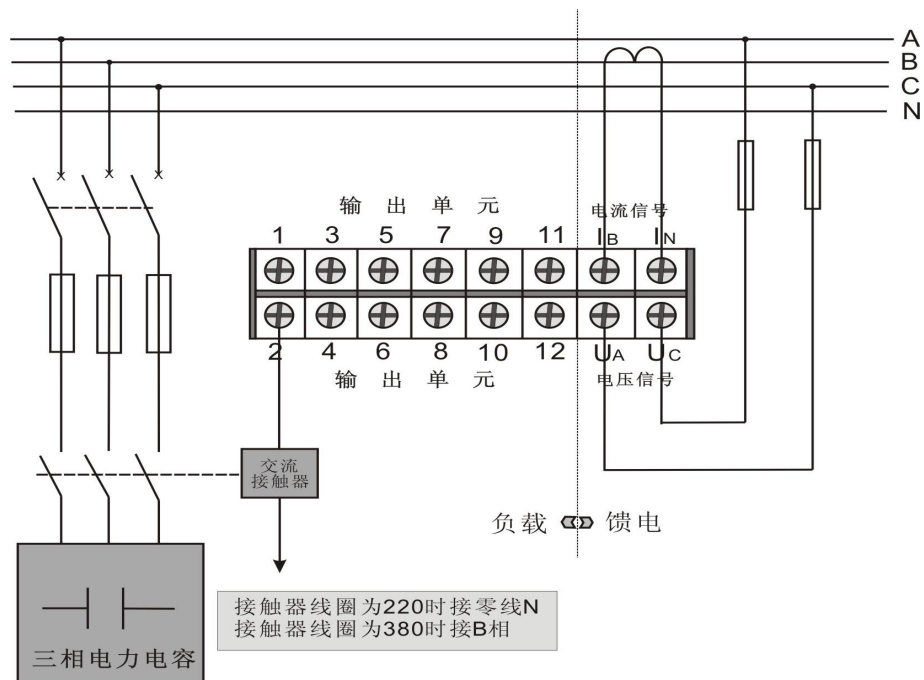 A
B
C
N
输出单元
电流信号
1 3 5 7 9 11 IB IN
2 4 6 8 10 12 UA UC
输出单元
电压信号
交流
接触器
负载 馈电
接触器线圈为220时接零线N
接触器线圈为380时接B相
三相电力电容